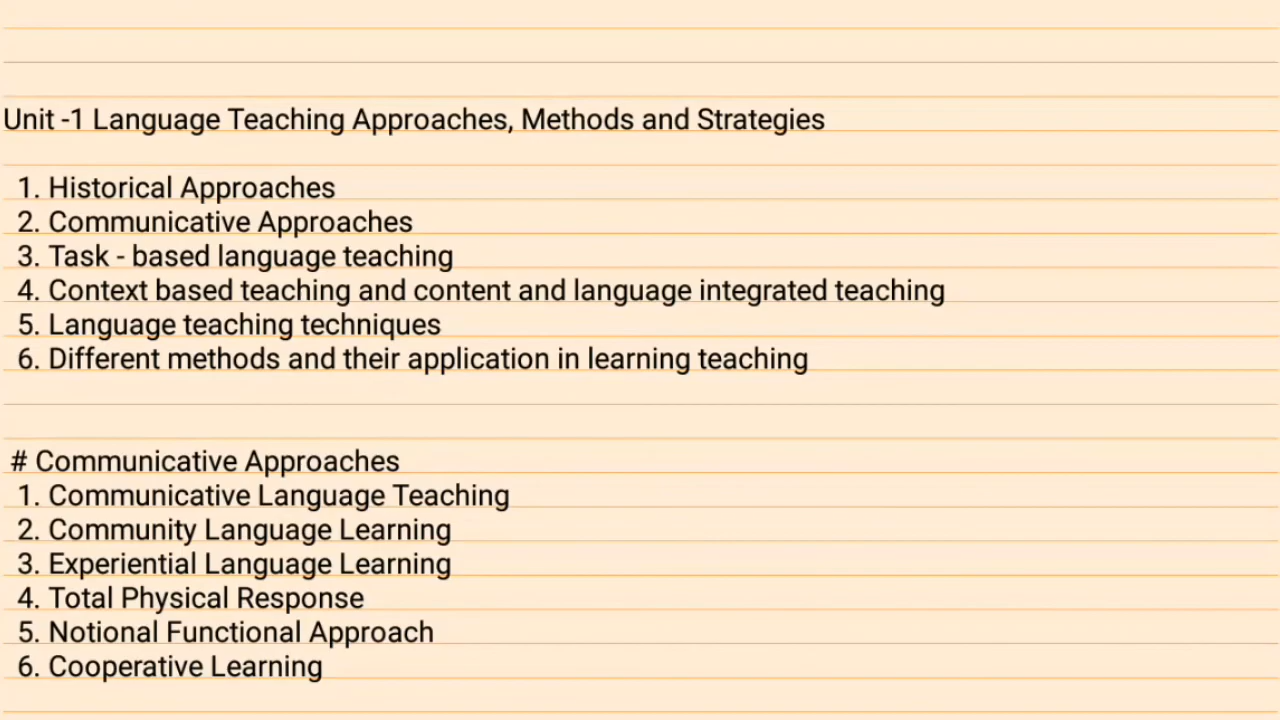 Unit -1 Language Teaching Approaches, Methods and Strategies
1. Historical Approaches
2. Communicative Approaches
3. Task - based language teaching
4. Context based teaching and content and language integrated teaching
5. Language teaching techniques
6. Different methods and their application in learning teaching
# Communicative Approaches
1. Communicative Language Teaching
2. Community Language Learning
3. Experiential Language Learning
4. Total Physical Response
5. Notional Functional Approach
6. Cooperative Learning